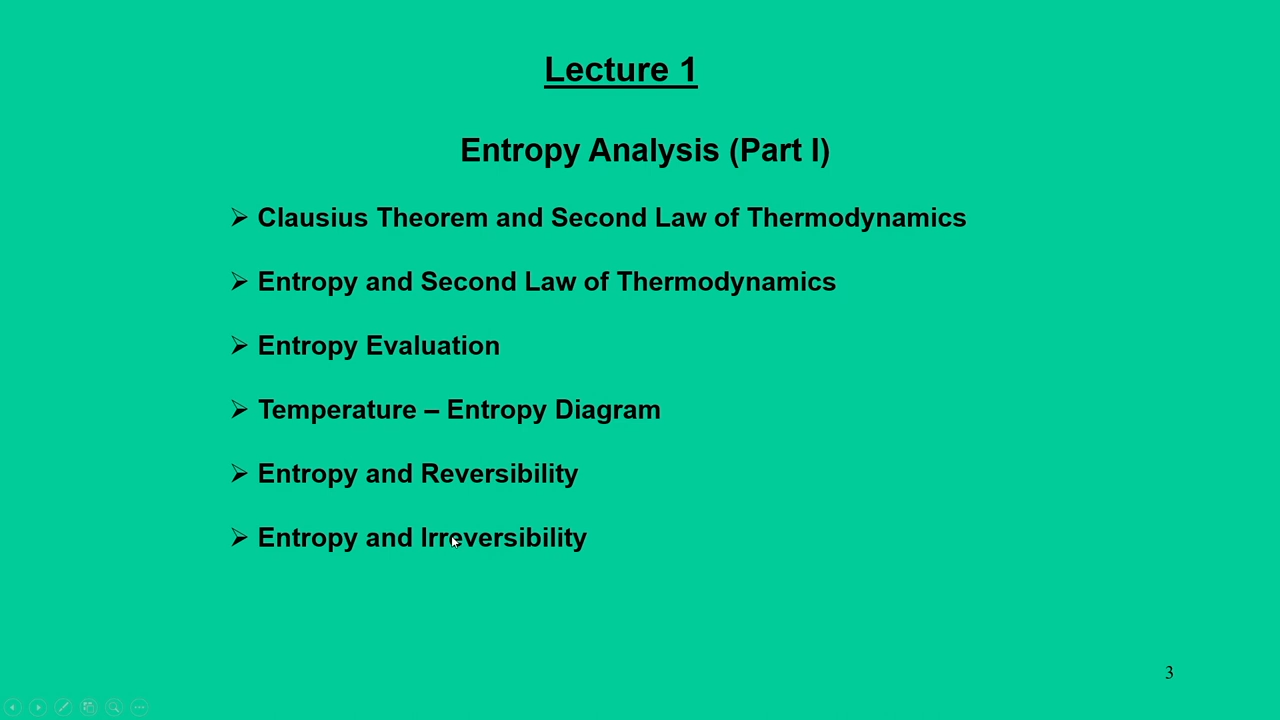 Lecture 1
Entropy Analysis (Part I)
➢ Clausius Theorem and Second Law of Thermodynamics
➢ Entropy and Second Law of Thermodynamics
➢ Entropy Evaluation
➢ Temperature – Entropy Diagram
➢ Entropy and Reversibility
➢ Entropy and Irreversibility
3